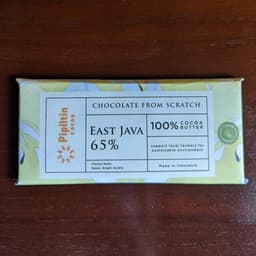 Pipiltin
COCOA
CHOCOLATE FROM SCRATCH
EAST JAVA
65%
100% COCOA
BUTTER
support local farmers for
sustainable environment
Made in Indonesia